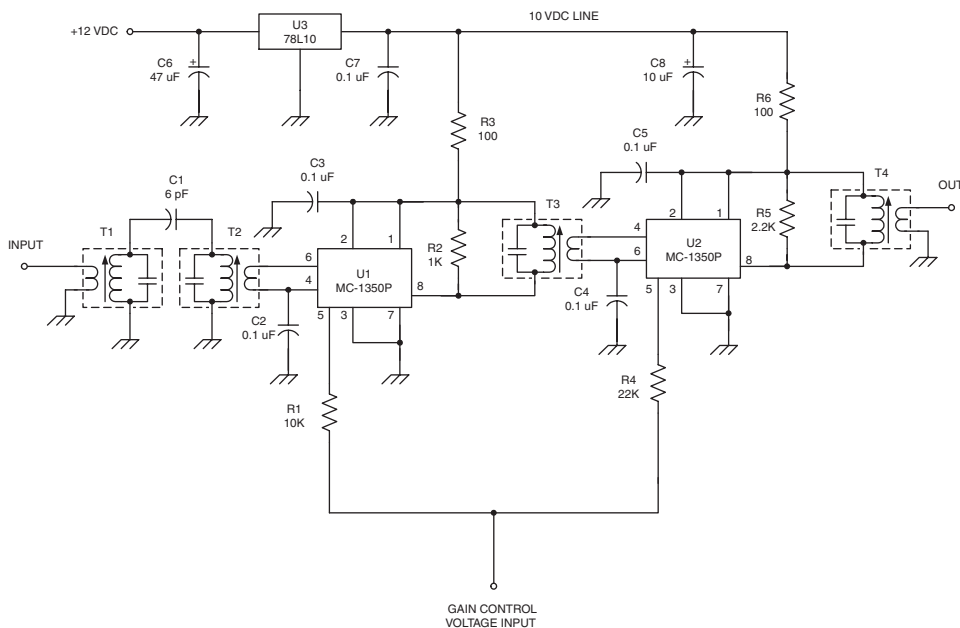 10 VDC LINE
+12 VDC
U3
78L10
C6
47 uF
+
C7
0.1 uF
C8
10 uF
+
R6
100
R3
100
C5
0.1 uF
C3
0.1 uF
C1
6 pF
T4
OUT
T3
2
1
R5
2.2K
INPUT
T1
T2
2
1
R2
1K
4
U2
6
MC-1350P
8
6
U1
4
MC-1350P
8
5
3
7
C4
0.1 uF
C2
0.1 uF
5
3
7
R4
22K
R1
10K
GAIN CONTROL
VOLTAGE INPUT